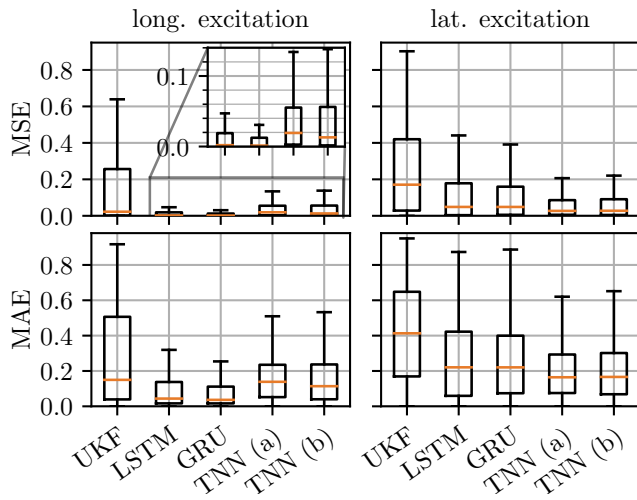 long. excitation
lat. excitation
MSE
0.8
0.6
0.4
0.2
0.0
0.1
0.0
MAE
0.8
0.6
0.4
0.2
0.0
UKF
LSTM
GRU
TNN (a)
TNN (b)
UKF
LSTM
GRU
TNN (a)
TNN (b)